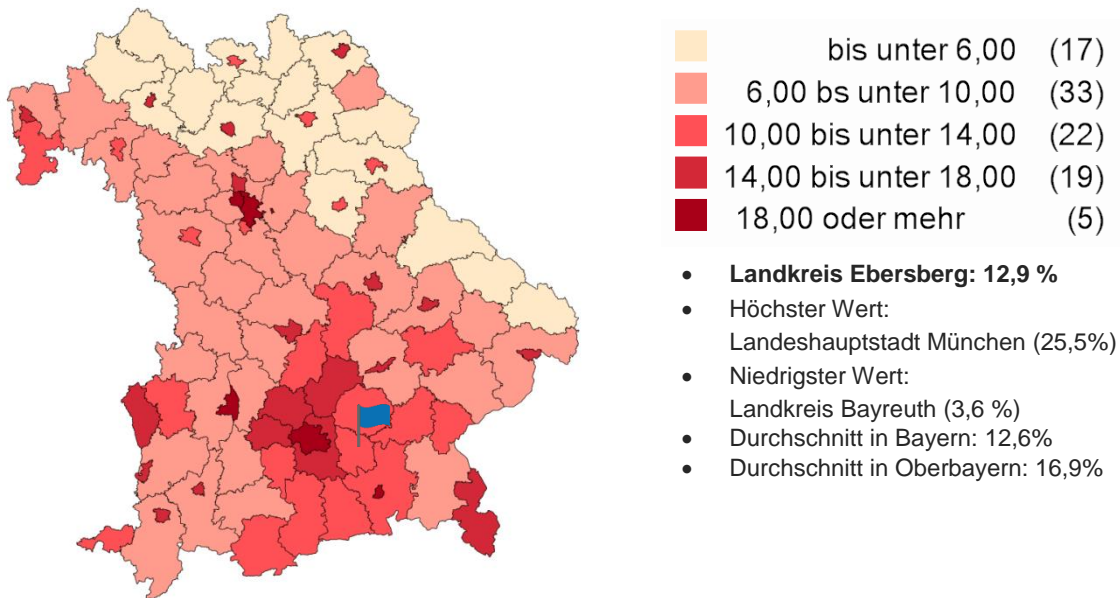 bis unter 6,00 (17)
6,00 bs unter 10,00 (33)
10,00 bis unter 14,00 (22)
14,00 bis unter 18,00 (19)
18,00 oder mehr (5)
• Landkreis Ebersberg: 12,9 %
• Höchster Wert:
Landeshauptstadt München (25,5%)
• Niedrigster Wert:
Landkreis Bayreuth (3,6 %)
• Durchschnitt in Bayern: 12,6%
• Durchschnitt in Oberbayern: 16,9%